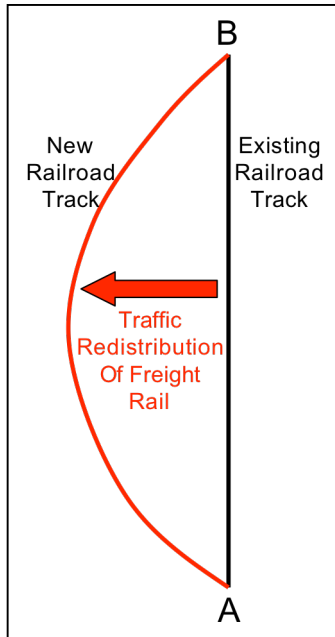 B
New
Railroad
Track
Existing
Railroad
Track
Traffic
Redistribution
Of Freight
Rail
A